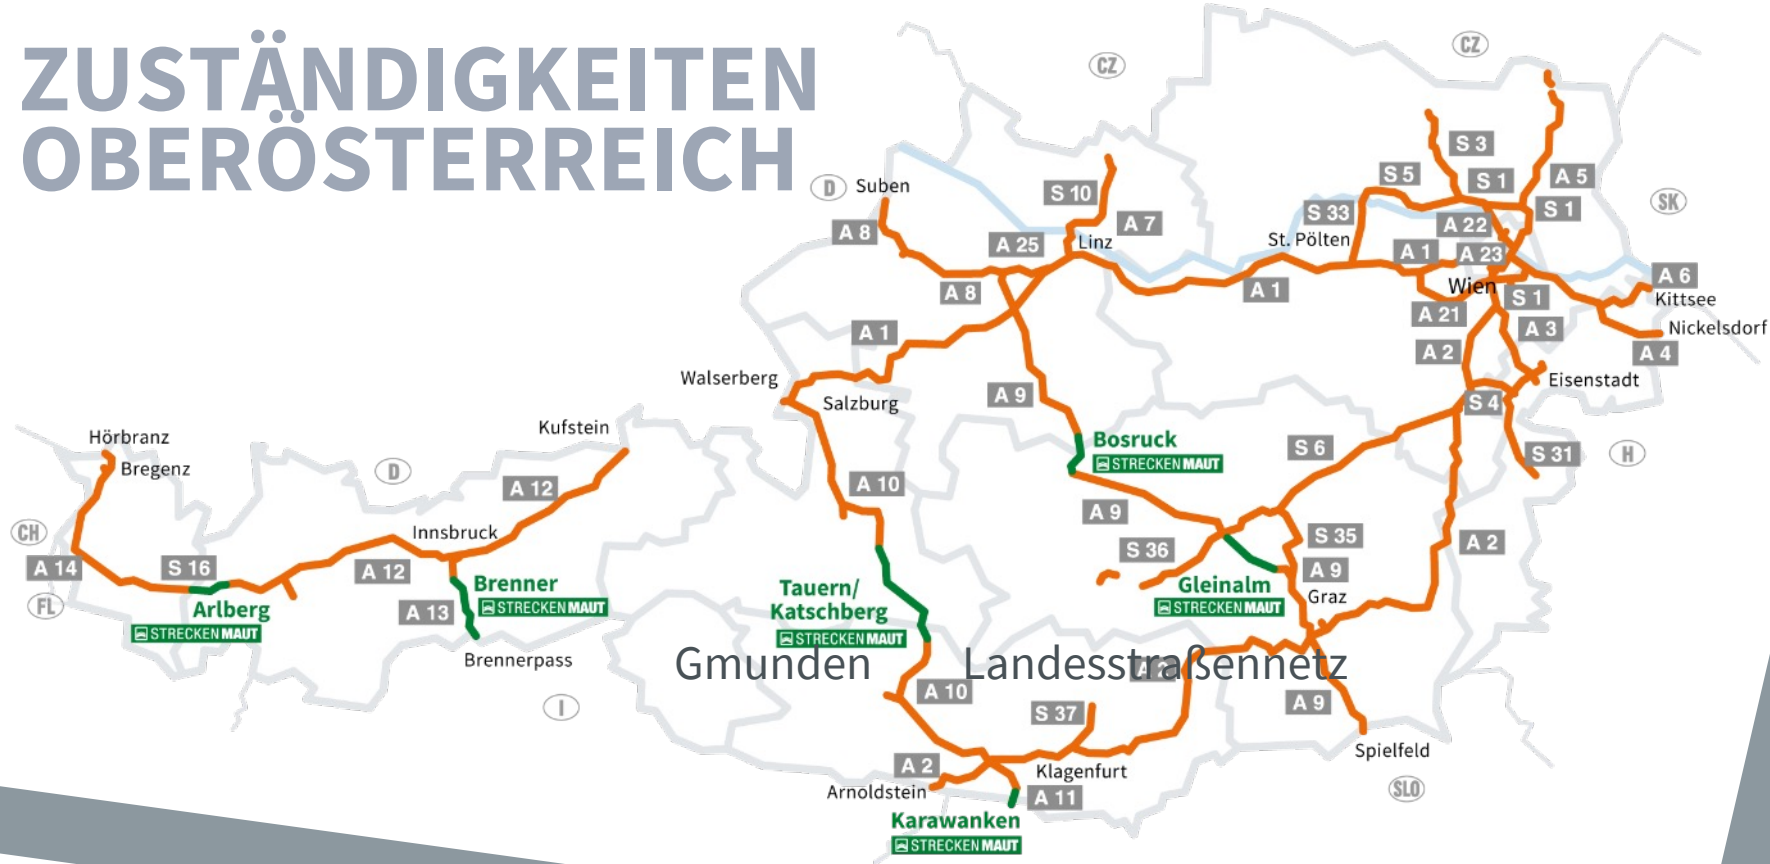 ZUSTÄNDIGKEITEN
OBERÖSTERREICH
CZ
CZ
D
Suben
A 8
S 10
A 7
A 25
Linz
A 8
S 3
S 5
S 1
A 5
SK
S 33
S 1
A 22
St. Pölten
A 1
A 23
A 1
Wien
A 6
Kittsee
S 1
A 21
A 3
Nickelsdorf
A 4
A 2
Eisenstadt
S 4
A 1
Walserberg
Salzburg
A 9
Kufstein
Hörbranz
Bregenz
D
A 12
CH
Innsbruck
A 14
S 16
A 12
FL
Arlberg
STRECKENMAUT
Brenner
STRECKENMAUT
A 13
Brennerpass
I
A 10
Bosruck
STRECKENMAUT
S 6
S 31
H
A 9
S 36
S 35
A 2
Gleinalm
STRECKENMAUT
A 9
Graz
Tauern/
Katschberg
STRECKENMAUT
Gmunden
Landesstraßennetz
A 2
A 10
S 37
A 9
Spielfeld
A 2
Klagenfurt
Arnoldstein
A 11
SLO
Karawanken
STRECKENMAUT